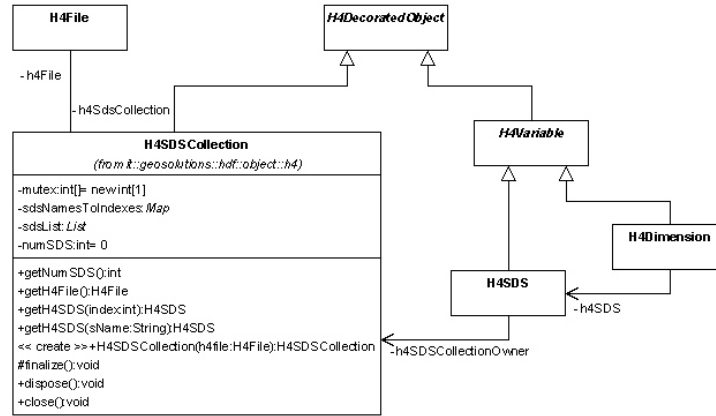 H4File
H4DecoratedObject
-h4File
-h4SdsCollection
H4SDSCollection
(from it::geosolutions::hdf::object::h4)
H4Variable
-mutex:int[]= new int[1]
-sdsNamesToIndexes:Map
-sdsList:List
-numSDS:int= 0
H4Dimension
+getNumSDS():int
+getH4File():H4File
+getH4SDS(index:int):H4SDS
+getH4SDS(sName:String):H4SDS
<< create >>+H4SDSCollection(h4file:H4File):H4SDSCollection
#finalize():void
+dispose():void
+close():void
H4SDS
-h4SDS
-h4SDSCollectionOwner